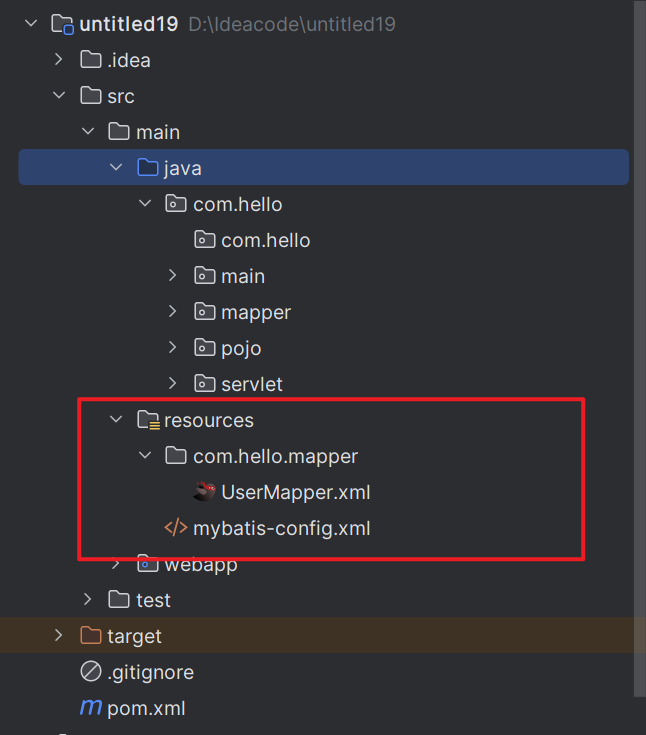 untitled19 D:\Ideacode\untitled19
.idea
src
main
java
com.hello
com.hello
main
mapper
pojo
servlet
resources
com.hello.mapper
UserMapper.xml
</> mybatis-config.xml
webapp
test
target
.gitignore
m pom.xml